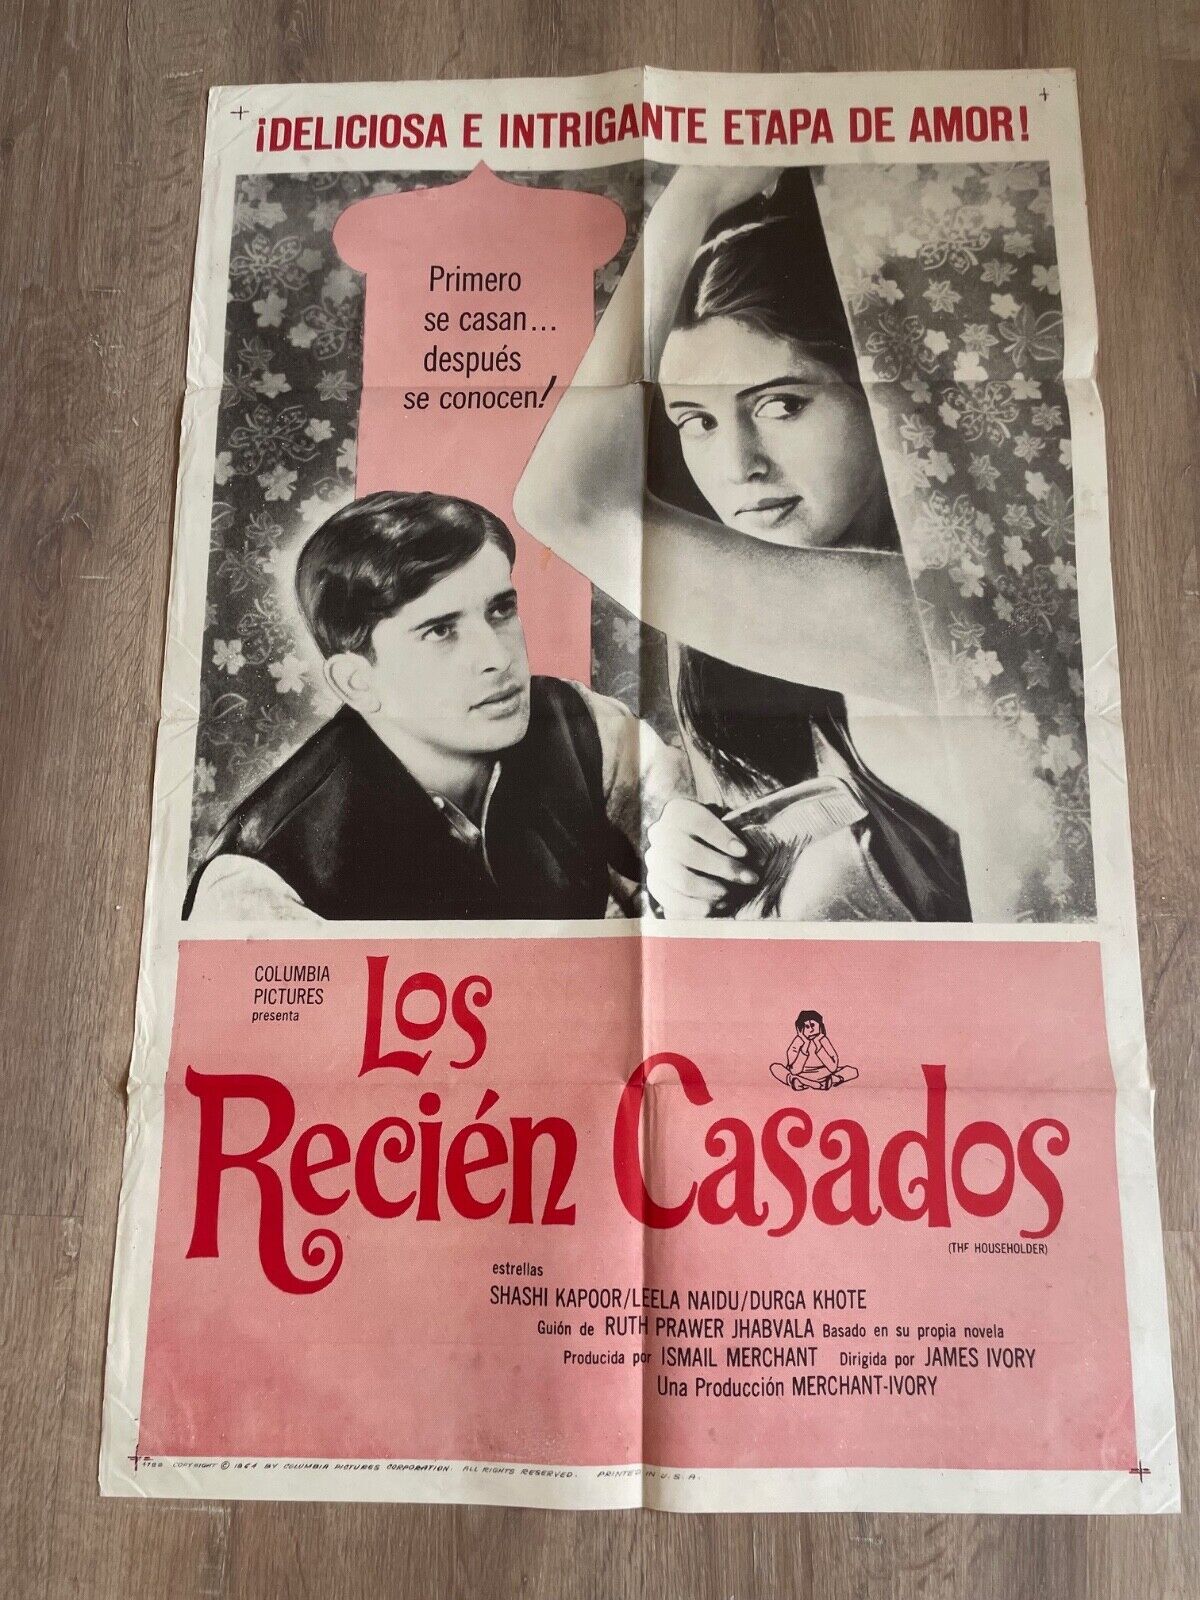 ¡DELICIOSA E INTRIGANTE ETAPA DE AMOR!
Primero
se casan...
después
se conocen!
COLUMBIA
PICTURES
presenta
Los
Recién Casados
(THE HOUSEHOLDER)
estrellas
SHASHI KAPOOR/LEELA NAIDU/DURGA KHOTE
Guión de RUTH PRAWER JHABVALA Basado en su propia novela
Producida por ISMAIL MERCHANT Dirigida por JAMES IVORY
Una Producción MERCHANT-IVORY
COPYRIGHT © 1964 BY COLUMBIA PICTURES CORPORATION. ALL RIGHTS RESERVED. PRINTED IN U.S.A.